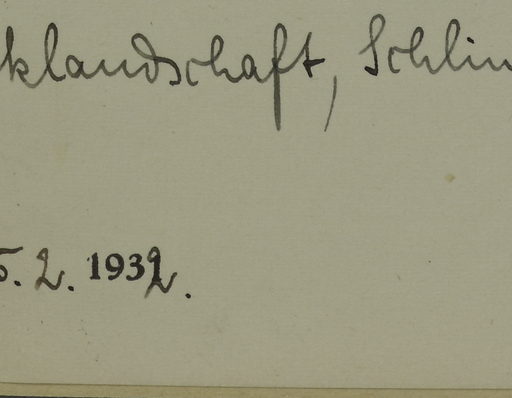 klandschaft, Schlin
5. 2. 1932.